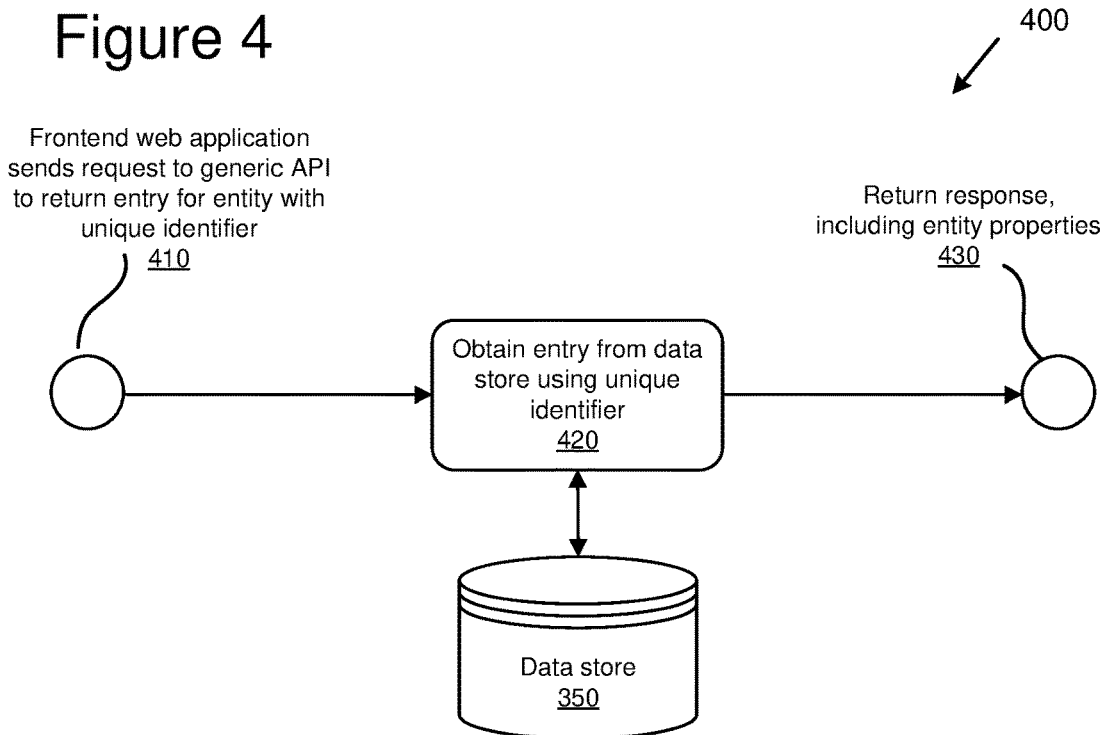 Figure 4
400
Frontend web application
sends request to generic API
to return entry for entity with
unique identifier
410
Return response,
including entity properties
430
Obtain entry from data
store using unique
identifier
420
Data store
350